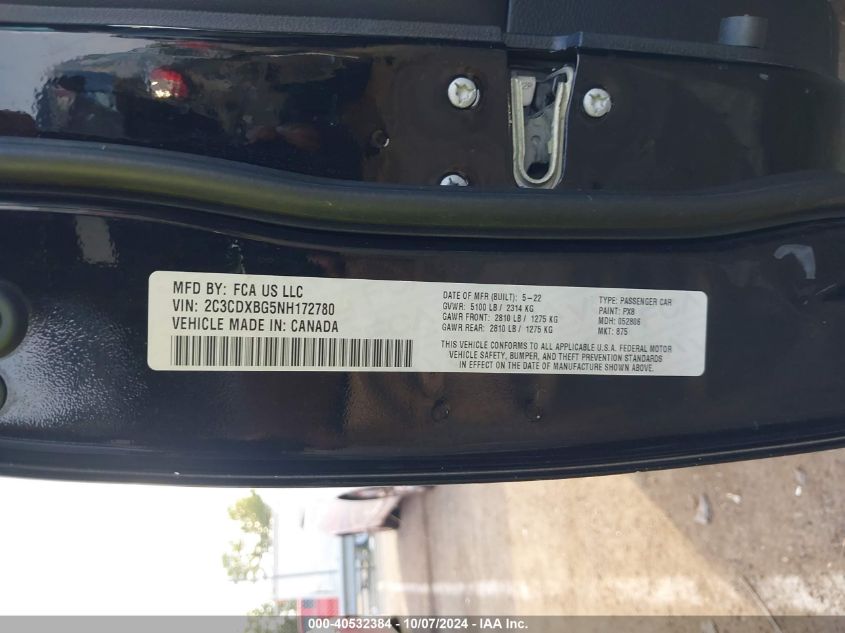 MFD BY: FCA US LLC
VIN: 2C3CDXBG5NH172780
VEHICLE MADE IN: CANADA
DATE OF MFR (BUILT): 5-22
GVWR: 5100 LB / 2314 KG
GAWR FRONT: 2810 LB / 1275 KG
GAWR REAR: 2810 LB / 1275 KG
TYPE: PASSENGER CAR
PAINT: PX8
MDH: 052806
MKT: 875
THIS VEHICLE CONFORMS TO ALL APPLICABLE U.S.A. FEDERAL MOTOR
VEHICLE SAFETY, BUMPER, AND THEFT PREVENTION STANDARDS
IN EFFECT ON THE DATE OF MANUFACTURE SHOWN ABOVE.
000-40532384 - 10/07/2024 - IAA Inc.